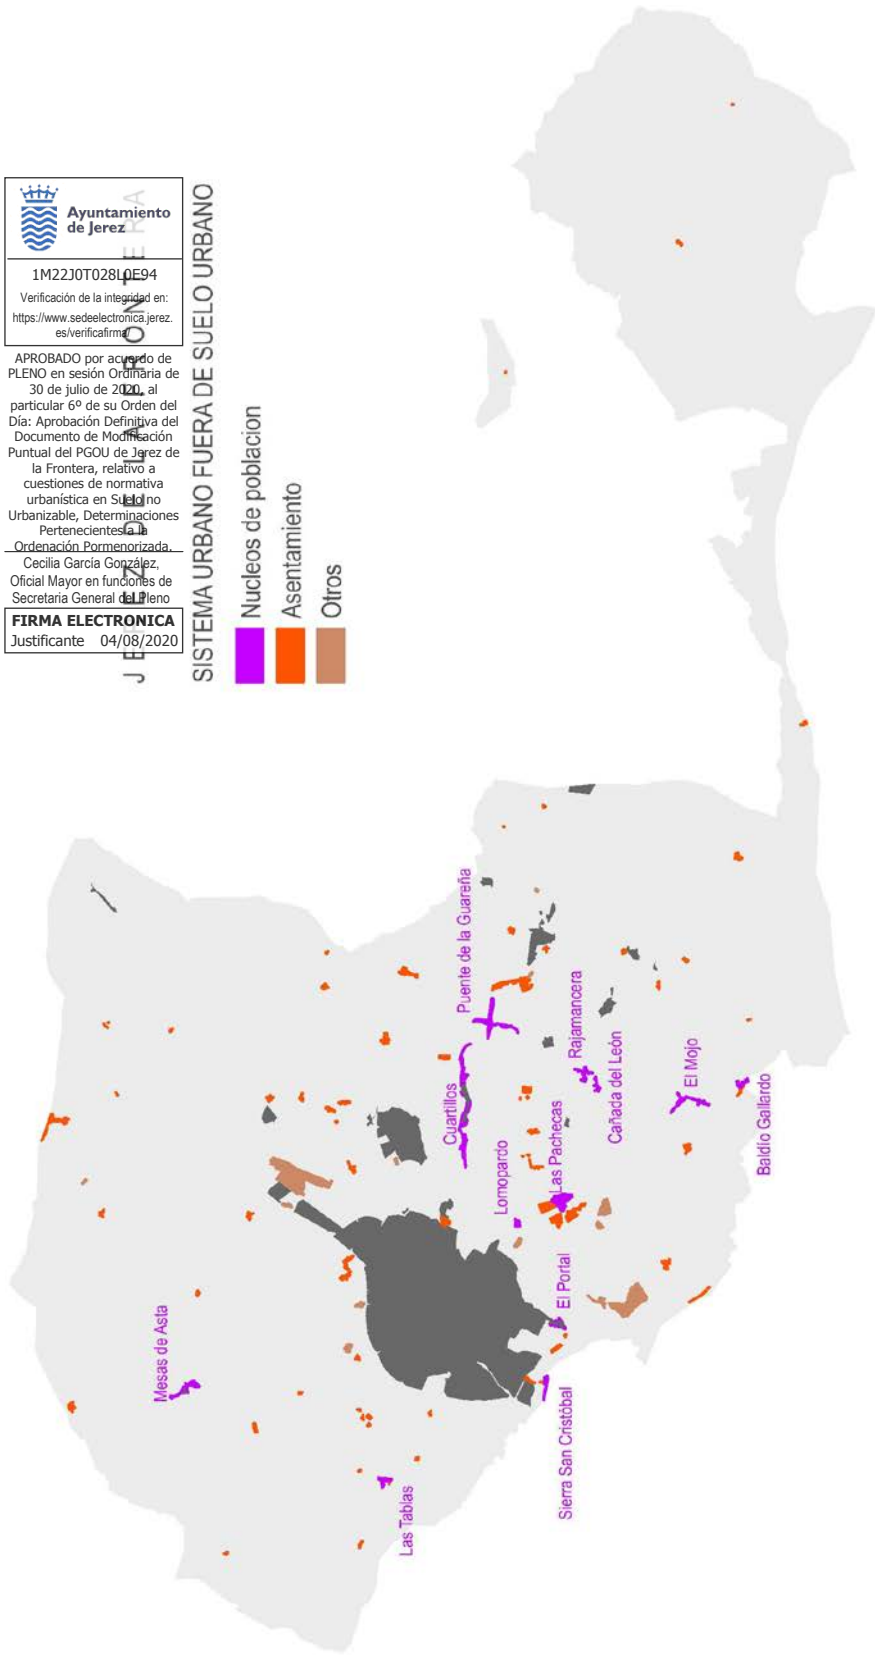 Ayuntamiento
de Jerez
1M22J0T028L0E94
Verificación de la integridad en:
https://www.sedeelectronica.jerez.
es/verificafirma/
APROBADO por acuerdo de
PLENO en sesión Ordinaria de
30 de julio de 2020, al
particular 6º de su Orden del
Día: Aprobación Definitiva del
Documento de Modificación
Puntual del PGOU de Jerez de
la Frontera, relativo a
cuestiones de normativa
urbanística en Suelo no
Urbanizable, Determinaciones
Pertenecientes a la
Ordenación Pormenorizada.
Cecilia García González,
Oficial Mayor en funciones de
Secretaria General del Pleno
FIRMA ELECTRONICA
Justificante 04/08/2020
JEREZ DE LA FRONTERA
SISTEMA URBANO FUERA DE SUELO URBANO
Nucleos de poblacion
Asentamiento
Otros
Mesas de Asta
Las Tablas
Cuartillos
Puente de la Guareña
Lomopardo
Las Pachecas
Rajamancera
Cañada del León
El Portal
Sierra San Cristóbal
El Mojo
Baldio Gallardo